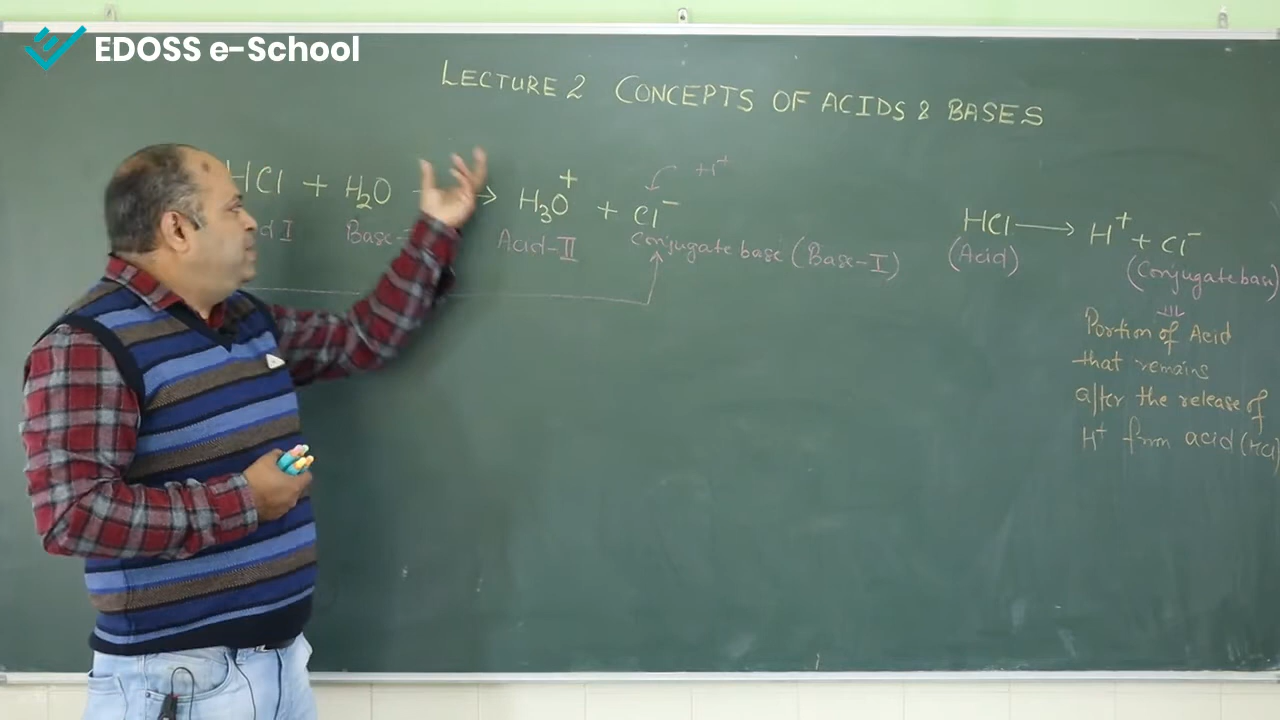 EDOSS e-School
LECTURE 2 CONCEPTS OF ACIDS & BASES
+H⁺
HCl + H₂O → H₃O⁺ + Cl⁻
I Base- Acid-II Conjugate base (Base-I)
HCl → H⁺ + Cl⁻
(Acid) (Conjugate base)
Portion of Acid
that remains
after the release of
H⁺ from acid (HCl)